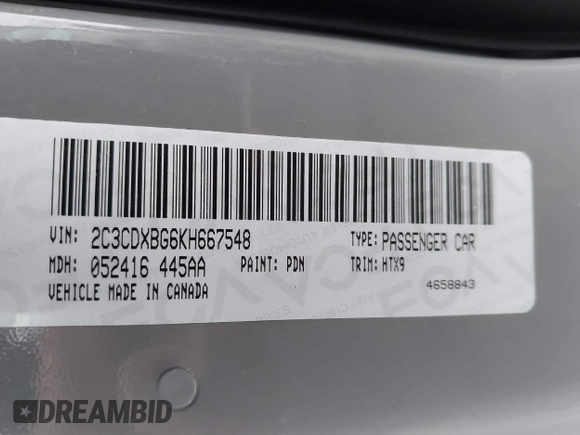 VIN: 2C3CDXBG6KH667548 TYPE: PASSENGER CAR
MDH: 052416 445AA PAINT: PDN TRIM: HTX9
VEHICLE MADE IN CANADA 4658843
DREAMBID